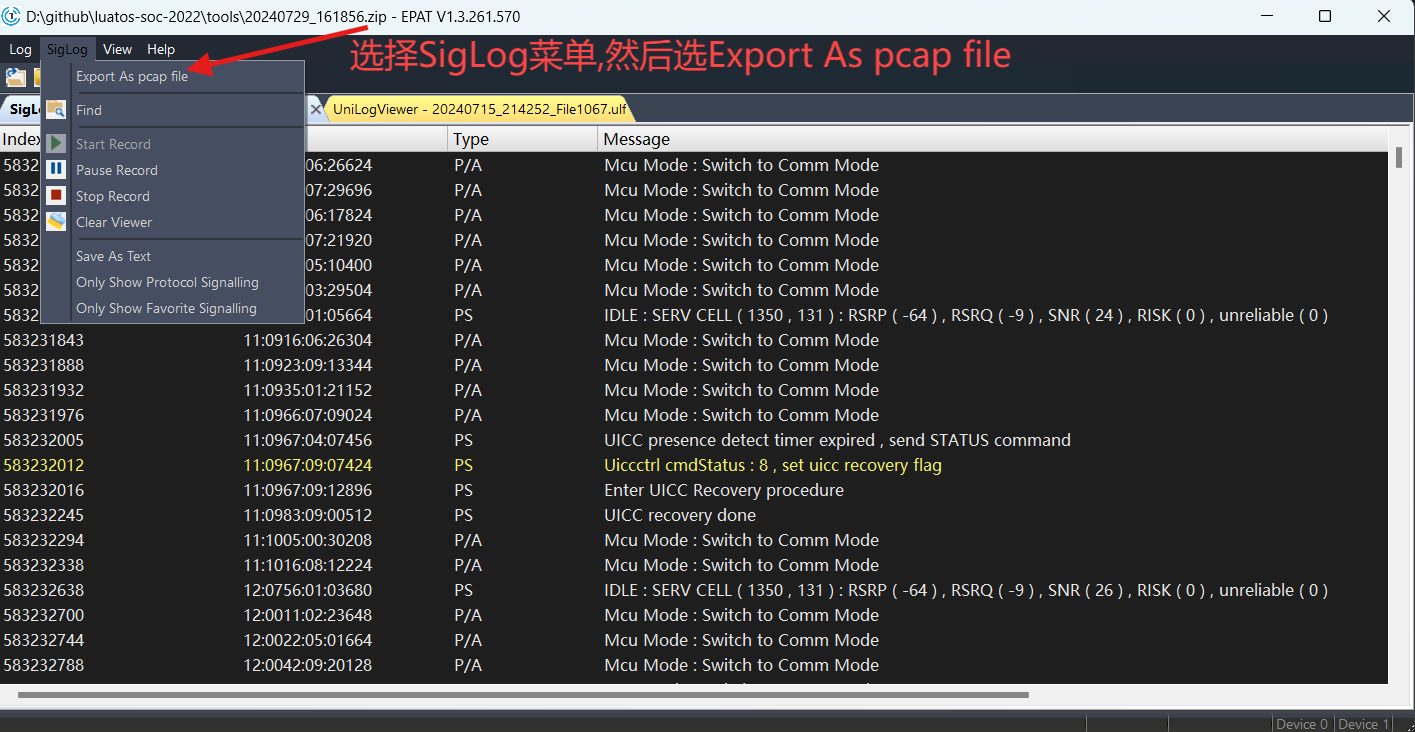 D:\github\luatos-soc-2022\tools\20240729_161856.zip - EPAT V1.3.261.570
Log SigLog View Help
选择SigLog菜单,然后选Export As pcap file
Export As pcap file
Find
Start Record
Pause Record
Stop Record
Clear Viewer
Save As Text
Only Show Protocol Signalling
Only Show Favorite Signalling
SigL UniLogViewer - 20240715_214252_File1067.ulf
Index Type Message
5832 06:26624 P/A Mcu Mode : Switch to Comm Mode
5832 07:29696 P/A Mcu Mode : Switch to Comm Mode
5832 06:17824 P/A Mcu Mode : Switch to Comm Mode
5832 07:21920 P/A Mcu Mode : Switch to Comm Mode
5832 05:10400 P/A Mcu Mode : Switch to Comm Mode
5832 03:29504 P/A Mcu Mode : Switch to Comm Mode
5832 01:05664 PS IDLE : SERV CELL ( 1350 , 131 ) : RSRP ( -64 ) , RSRQ ( -9 ) , SNR ( 24 ) , RISK ( 0 ) , unreliable ( 0 )
583231843 11:0916:06:26304 P/A Mcu Mode : Switch to Comm Mode
583231888 11:0923:09:13344 P/A Mcu Mode : Switch to Comm Mode
583231932 11:0935:01:21152 P/A Mcu Mode : Switch to Comm Mode
583231976 11:0966:07:09024 P/A Mcu Mode : Switch to Comm Mode
583232005 11:0967:04:07456 PS UICC presence detect timer expired , send STATUS command
583232012 11:0967:09:07424 PS Uiccctrl cmdStatus : 8 , set uicc recovery flag
583232016 11:0967:09:12896 PS Enter UICC Recovery procedure
583232245 11:0983:09:00512 PS UICC recovery done
583232294 11:1005:00:30208 P/A Mcu Mode : Switch to Comm Mode
583232338 11:1016:08:12224 P/A Mcu Mode : Switch to Comm Mode
583232638 12:0756:01:03680 PS IDLE : SERV CELL ( 1350 , 131 ) : RSRP ( -64 ) , RSRQ ( -9 ) , SNR ( 26 ) , RISK ( 0 ) , unreliable ( 0 )
583232700 12:0011:02:23648 P/A Mcu Mode : Switch to Comm Mode
583232744 12:0022:05:01664 P/A Mcu Mode : Switch to Comm Mode
583232788 12:0042:09:20128 P/A Mcu Mode : Switch to Comm Mode
Device 0 Device 1